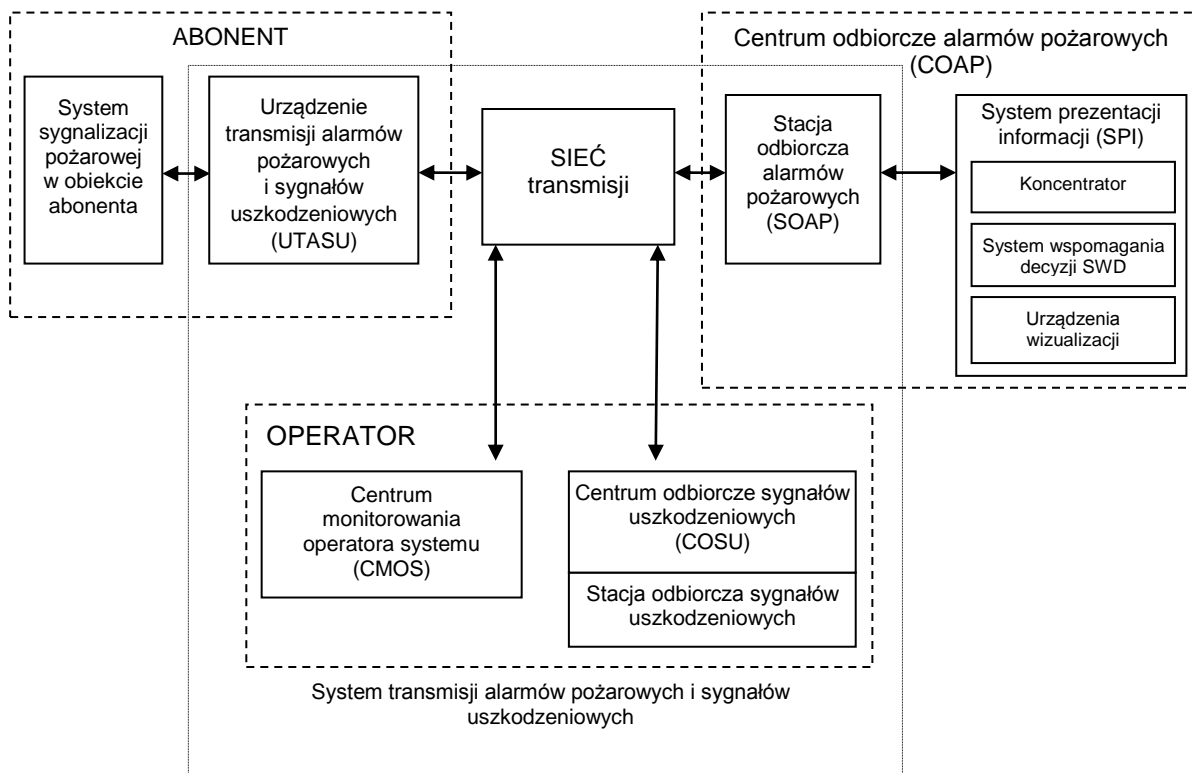 ABONENT
System
sygnalizacji
pożarowej
w obiekcie
abonenta
Urządzenie
transmisji alarmów
pożarowych
i sygnałów
uszkodzeniowych
(UTASU)
SIEĆ
transmisji
Centrum odbiorcze alarmów pożarowych
(COAP)
Stacja
odbiorcza
alarmów
pożarowych
(SOAP)
System prezentacji
informacji (SPI)
Koncentrator
System wspomagania
decyzji SWD
Urządzenia
wizualizacji
OPERATOR
Centrum
monitorowania
operatora systemu
(CMOS)
Centrum odbiorcze sygnałów
uszkodzeniowych
(COSU)
Stacja odbiorcza sygnałów
uszkodzeniowych
System transmisji alarmów pożarowych i sygnałów
uszkodzeniowych